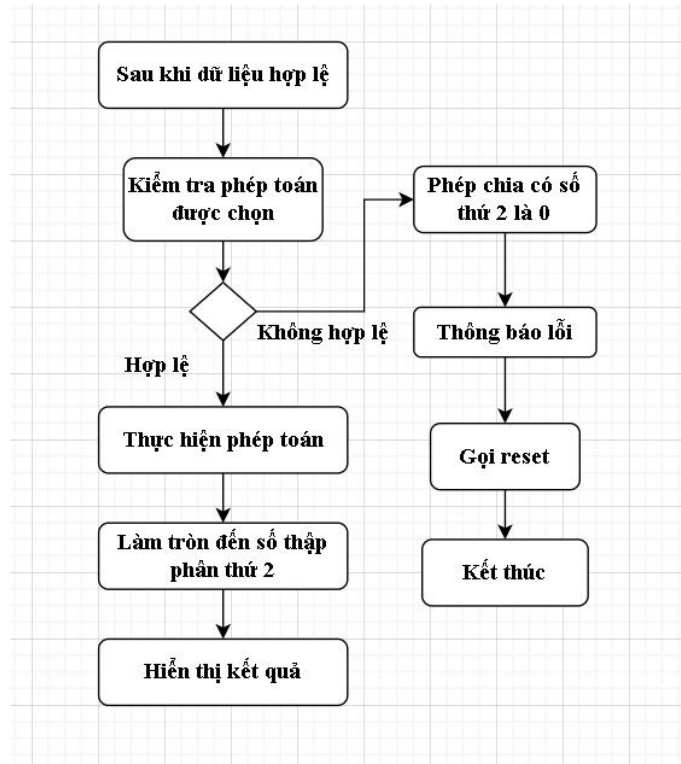 Sau khi dữ liệu hợp lệ
Kiểm tra phép toán
được chọn
Phép chia có số
thứ 2 là 0
Không hợp lệ
Thông báo lỗi
Hợp lệ
Thực hiện phép toán
Gọi reset
Làm tròn đến số thập
phân thứ 2
Kết thúc
Hiễn thị kết quả